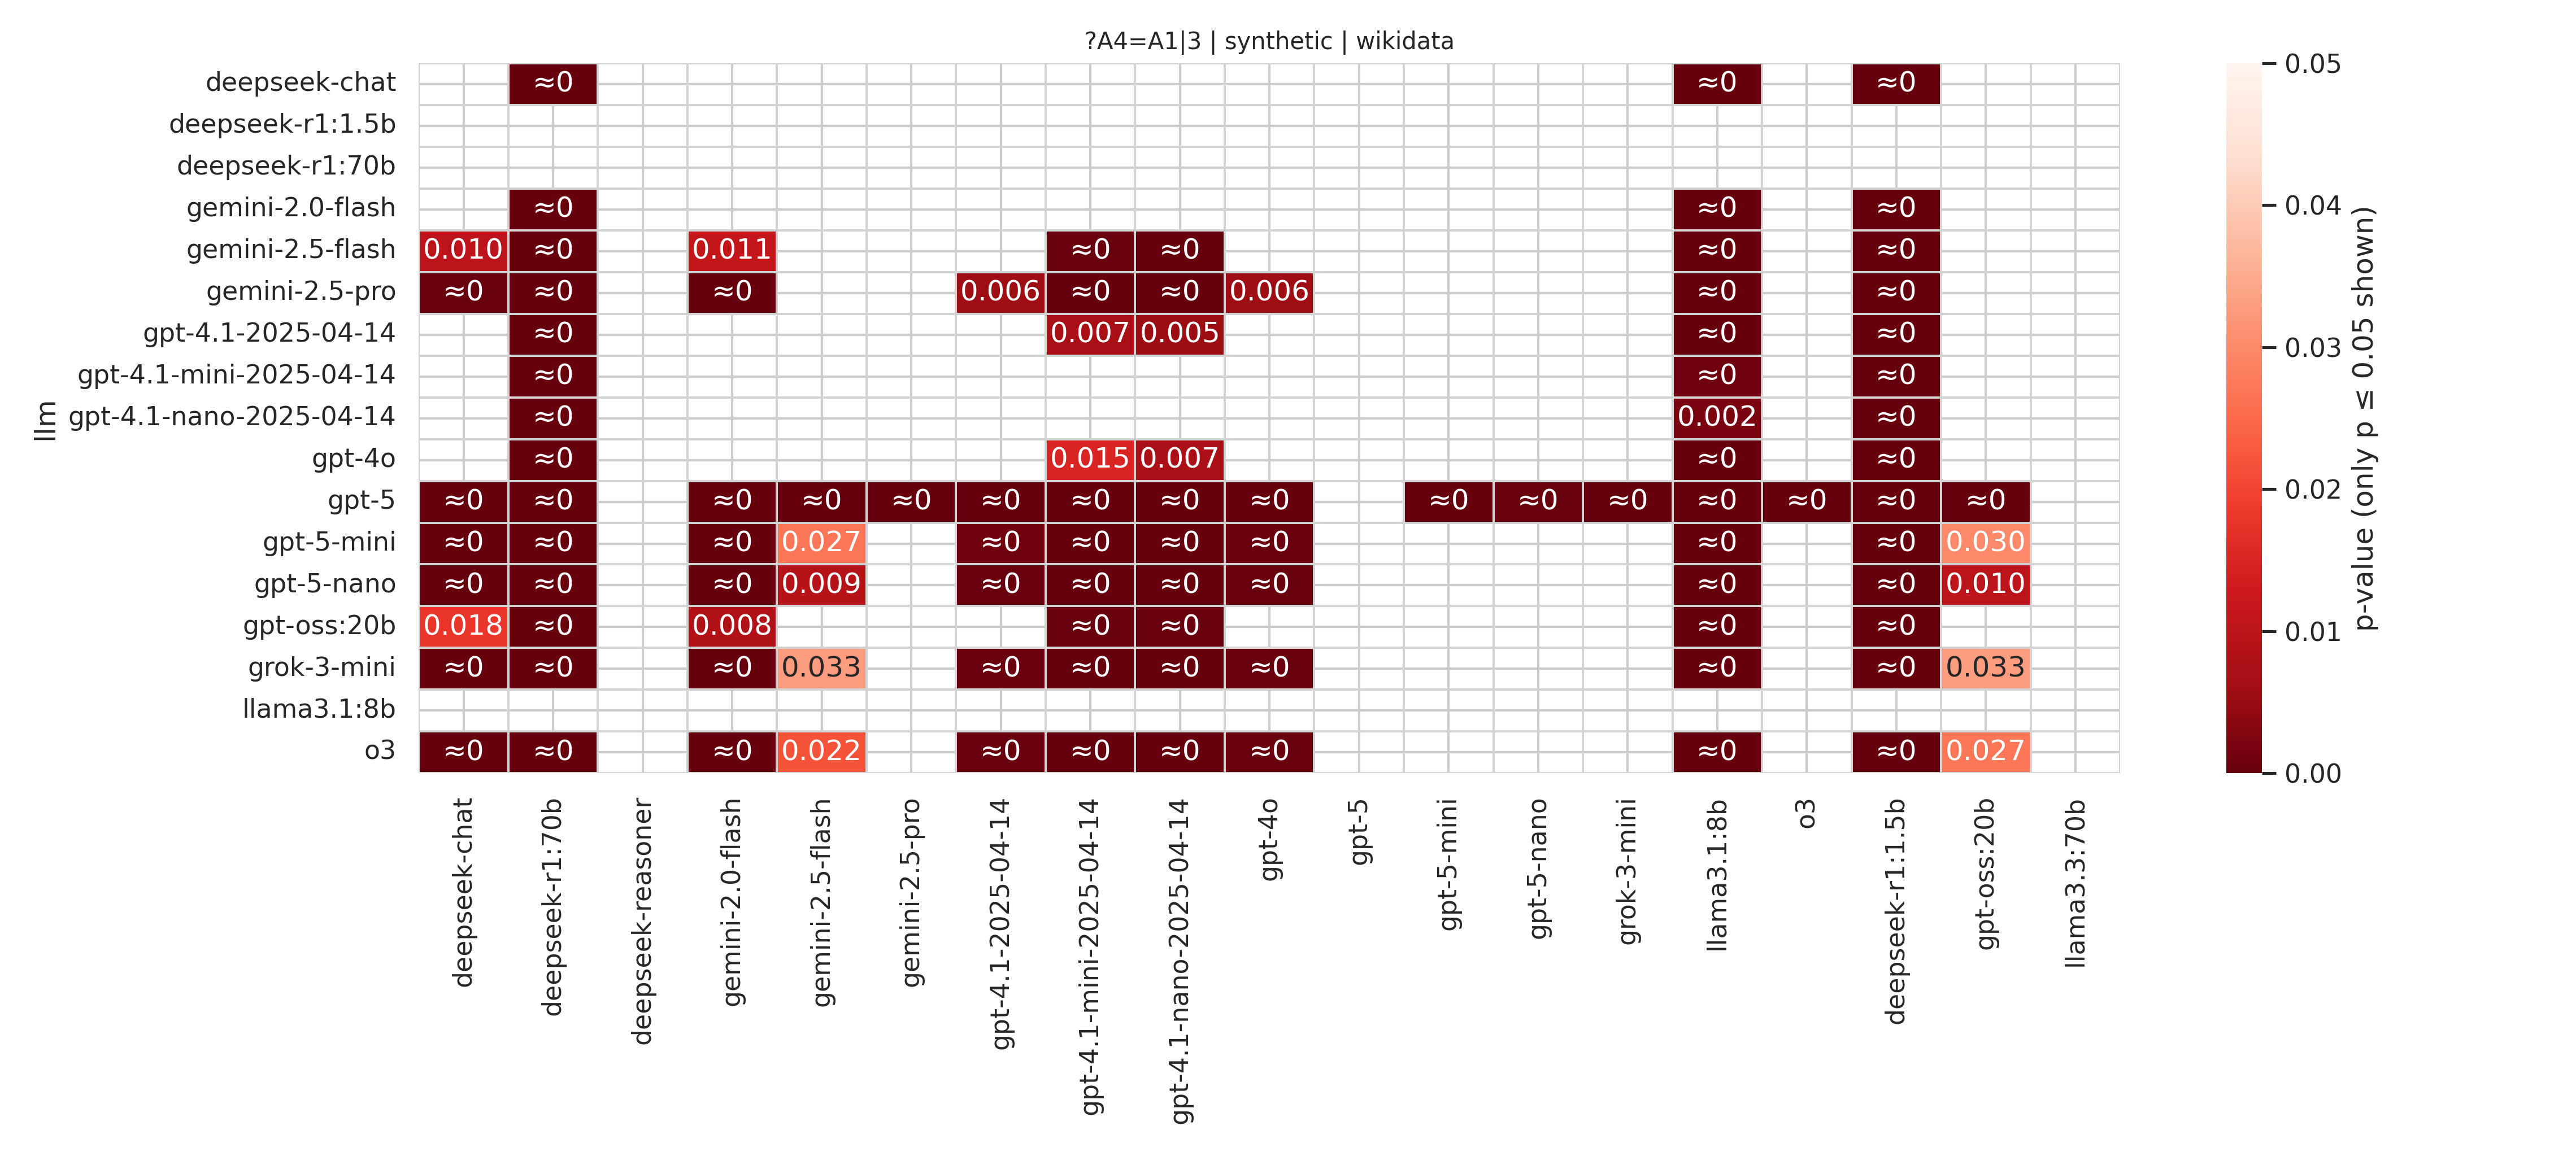 ?A4=A1|3 | synthetic | wikidata
deepseek-chat ≈0 ≈0 ≈0
deepseek-r1:1.5b
deepseek-r1:70b
gemini-2.0-flash ≈0 ≈0 ≈0
gemini-2.5-flash 0.010 ≈0 0.011 ≈0 ≈0 ≈0 ≈0
gemini-2.5-pro ≈0 ≈0 ≈0 0.006 ≈0 ≈0 0.006 ≈0 ≈0
gpt-4.1-2025-04-14 ≈0 0.007 0.005 ≈0 ≈0
gpt-4.1-mini-2025-04-14 ≈0 ≈0 ≈0
gpt-4.1-nano-2025-04-14 ≈0 0.002 ≈0
gpt-4o ≈0 0.015 0.007 ≈0 ≈0
gpt-5 ≈0 ≈0 ≈0 ≈0 ≈0 ≈0 ≈0 ≈0 ≈0 ≈0 ≈0 ≈0 ≈0 ≈0 ≈0 ≈0
gpt-5-mini ≈0 ≈0 ≈0 0.027 ≈0 ≈0 ≈0 ≈0 ≈0 ≈0 0.030
gpt-5-nano ≈0 ≈0 ≈0 0.009 ≈0 ≈0 ≈0 ≈0 ≈0 ≈0 0.010
gpt-oss:20b 0.018 ≈0 0.008 ≈0 ≈0 ≈0 ≈0
grok-3-mini ≈0 ≈0 ≈0 0.033 ≈0 ≈0 ≈0 ≈0 ≈0 ≈0 0.033
llama3.1:8b
o3 ≈0 ≈0 ≈0 0.022 ≈0 ≈0 ≈0 ≈0 ≈0 ≈0 0.027
llm
deepseek-chat
deepseek-r1:70b
deepseek-reasoner
gemini-2.0-flash
gemini-2.5-flash
gemini-2.5-pro
gpt-4.1-2025-04-14
gpt-4.1-mini-2025-04-14
gpt-4.1-nano-2025-04-14
gpt-4o
gpt-5
gpt-5-mini
gpt-5-nano
grok-3-mini
llama3.1:8b
o3
deepseek-r1:1.5b
gpt-oss:20b
llama3.3:70b
0.05
0.04
0.03
0.02
0.01
0.00
p-value (only p ≤ 0.05 shown)